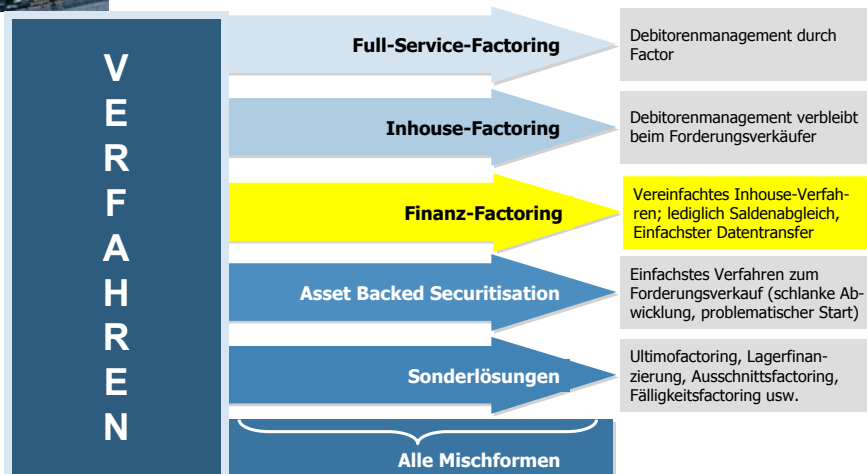 VERFAHREN
Full-Service-Factoring
Debitorenmanagement durch
Factor
Inhouse-Factoring
Debitorenmanagement verbleibt
beim Forderungsverkäufer
Finanz-Factoring
Vereinfachtes Inhouse-Verfah-
ren; lediglich Saldenabgleich,
Einfachster Datentransfer
Asset Backed Securitisation
Einfachstes Verfahren zum
Forderungsverkauf (schlanke Ab-
wicklung, problematischer Start)
Sonderlösungen
Ultimofactoring, Lagerfinan-
zierung, Ausschnittsfactoring,
Fälligkeitsfactoring usw.
Alle Mischformen